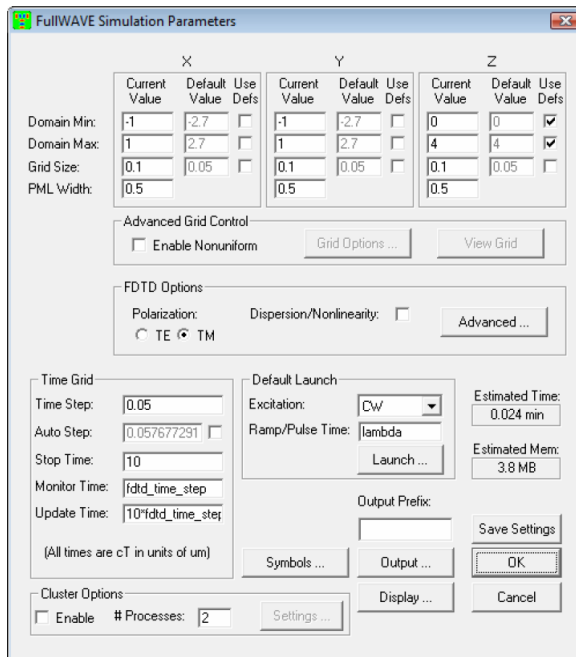 FullWAVE Simulation Parameters
X Y Z
Current Value Default Value Use Defs Current Value Default Value Use Defs Current Value Default Value Use Defs
Domain Min: -1 -2.7 -1 -2.7 0 0
Domain Max: 1 2.7 1 2.7 4 4
Grid Size: 0.1 0.05 0.1 0.05 0.1 0.05
PML Width: 0.5 0.5 0.5
Advanced Grid Control
Enable Nonuniform Grid Options ... View Grid
FDTD Options
Polarization: Dispersion/Nonlinearity: Advanced ...
TE TM
Time Grid
Time Step: 0.05
Auto Step: 0.057677291
Stop Time: 10
Monitor Time: fdtd_time_step
Update Time: 10*fdtd_time_step
(All times are cT in units of um)
Default Launch
Excitation: CW
Ramp/Pulse Time: lambda
Launch ...
Estimated Time:
0.024 min
Estimated Mem:
3.8 MB
Output Prefix:
Save Settings
Symbols ... Output ... OK
Display ... Cancel
Cluster Options
Enable # Processes: 2 Settings ...